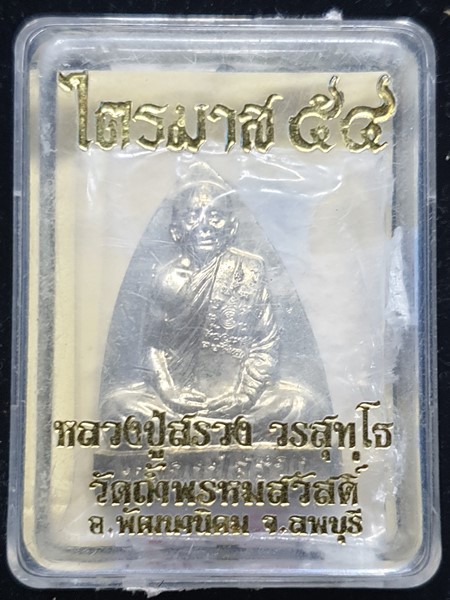 ไตรมาส ๕๔
หลวงปู่สรวง วรสุทฺโธ
วัดถ้ำพรหมสวัสดิ์
อ.พัฒนานิคม จ.ลพบุรี